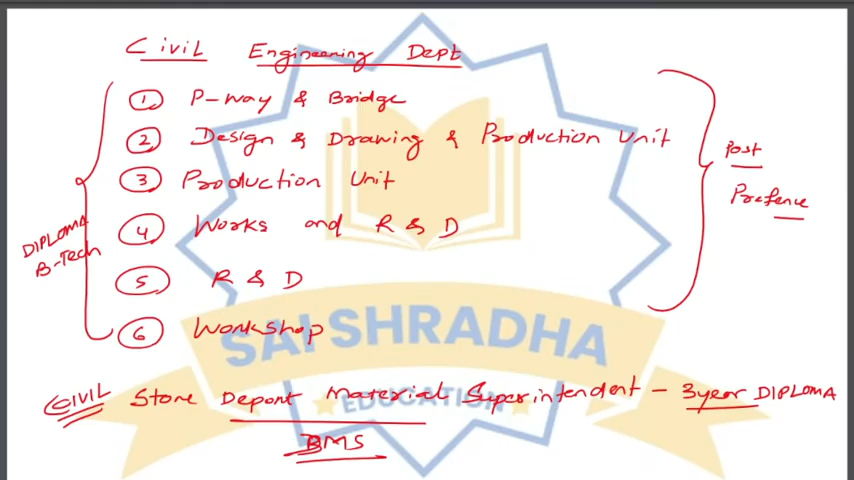 Civil Engineering Dept
1 P-way & Bridge
2 Design & Drawing & Production Unit
3 Production Unit
4 Works and R & D
5 R & D
6 Workshop
DIPLOMA
B-Tech
Post
Prefence
SAI SHRADHA
EDUCATION
CIVIL Store Depont Material Superintendent - 3year DIPLOMA
BMS